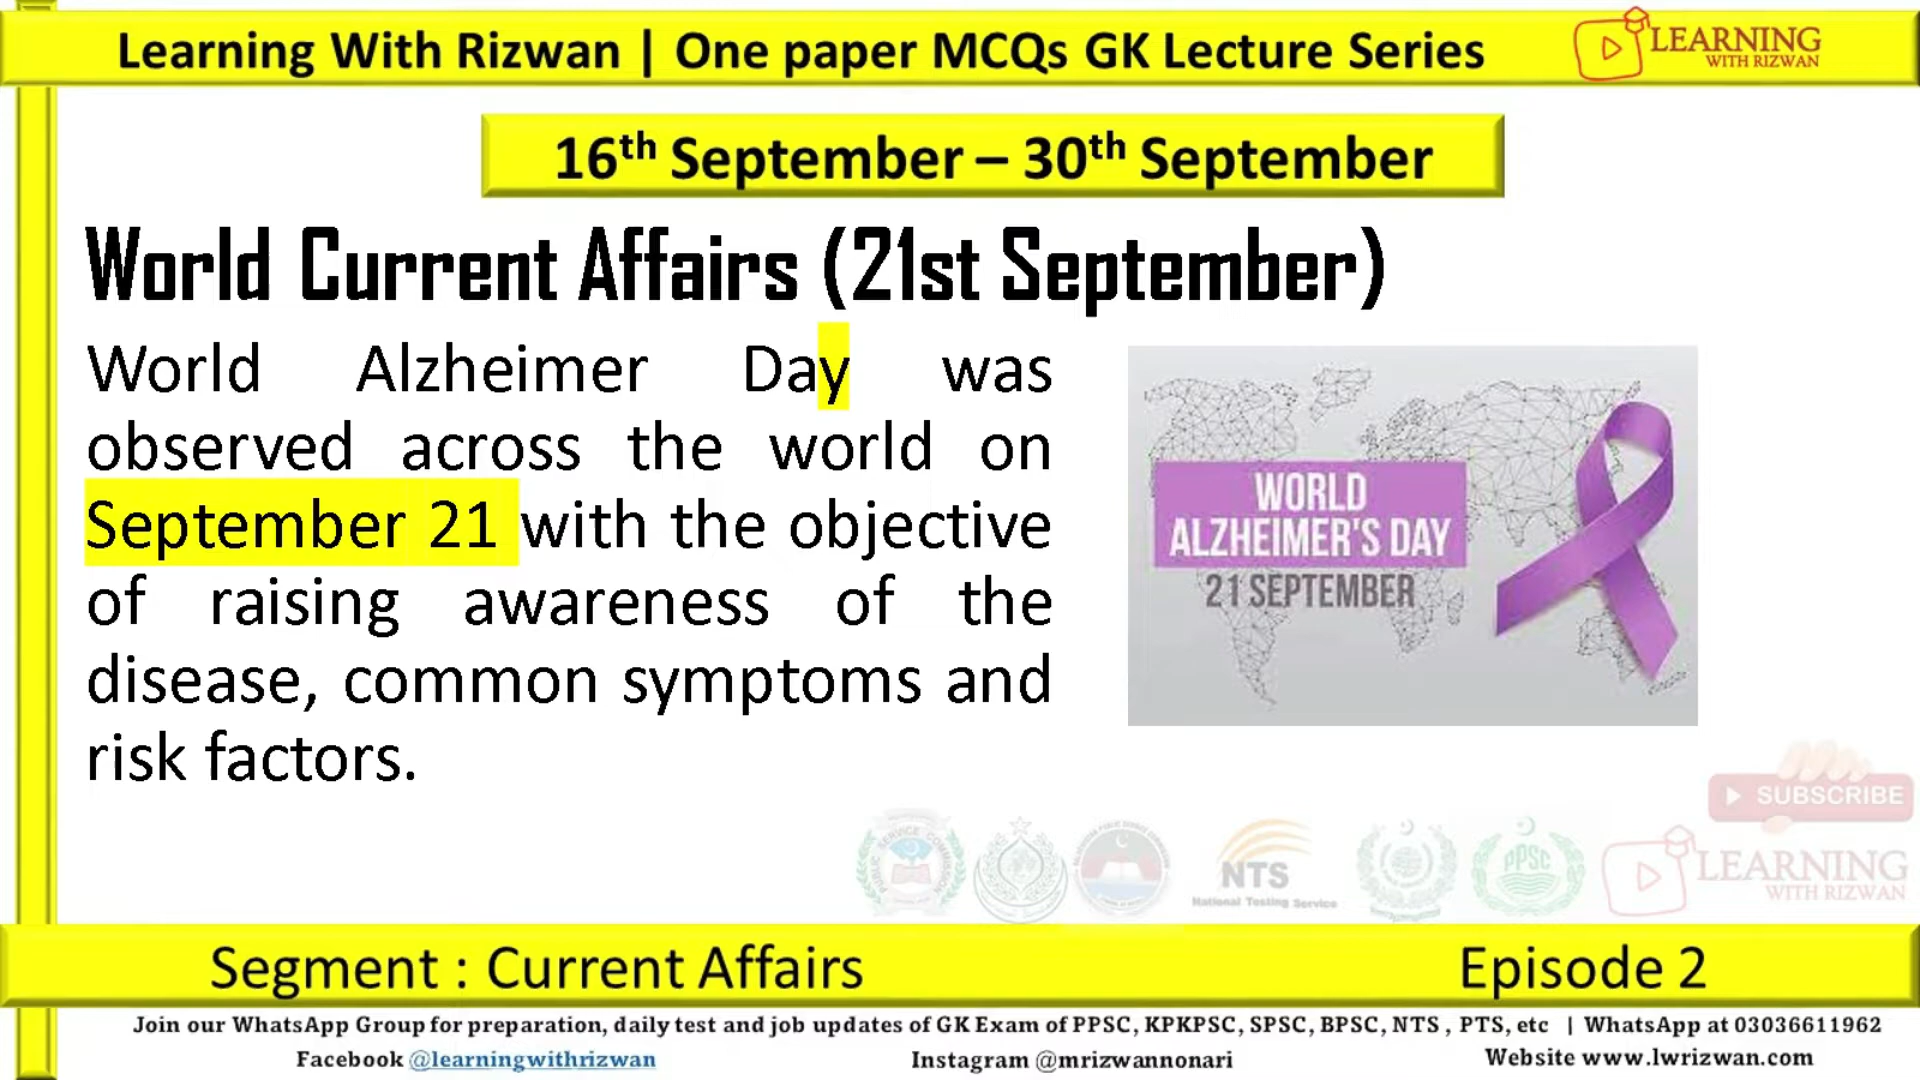 Learning With Rizwan | One paper MCQs GK Lecture Series
LEARNING
WITH RIZWAN
16th September – 30th September
World Current Affairs (21st September)
World Alzheimer Day was
observed across the world on
September 21 with the objective
of raising awareness of the
disease, common symptoms and
risk factors.
WORLD
ALZHEIMER'S DAY
21 SEPTEMBER
SUBSCRIBE
NTS
National Testing Service
PPSC
LEARNING
WITH RIZWAN
Segment : Current Affairs
Episode 2
Join our WhatsApp Group for preparation, daily test and job updates of GK Exam of PPSC, KPKPSC, SPSC, BPSC, NTS , PTS, etc | WhatsApp at 03036611962
Facebook @learningwithrizwan
Instagram @mrizwannonari
Website www.lwrizwan.com